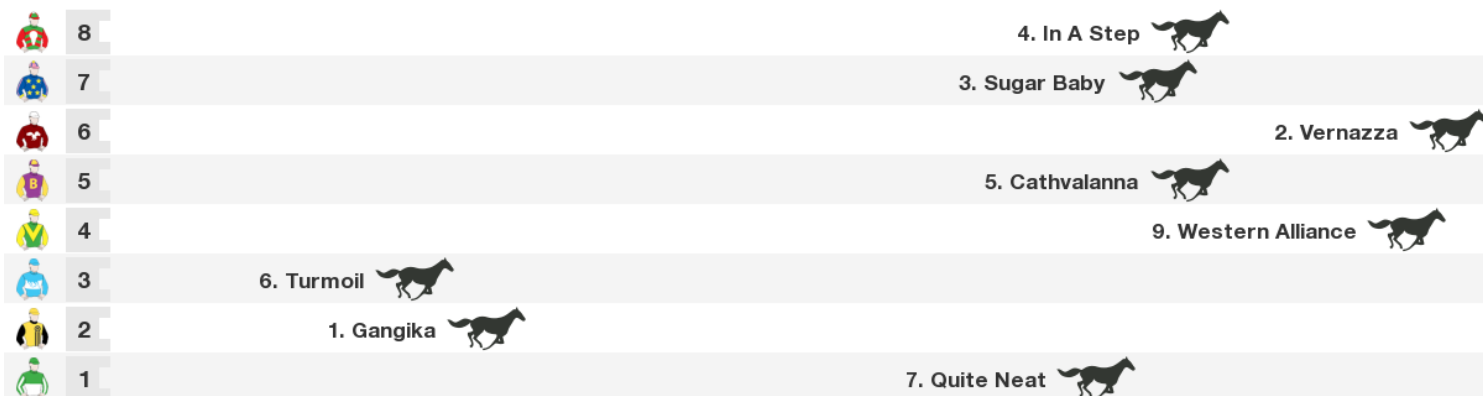 8 4. In A Step
7 3. Sugar Baby
6 2. Vernazza
B 5 5. Cathvalanna
4 9. Western Alliance
3 6. Turmoil
2 1. Gangika
1 7. Quite Neat